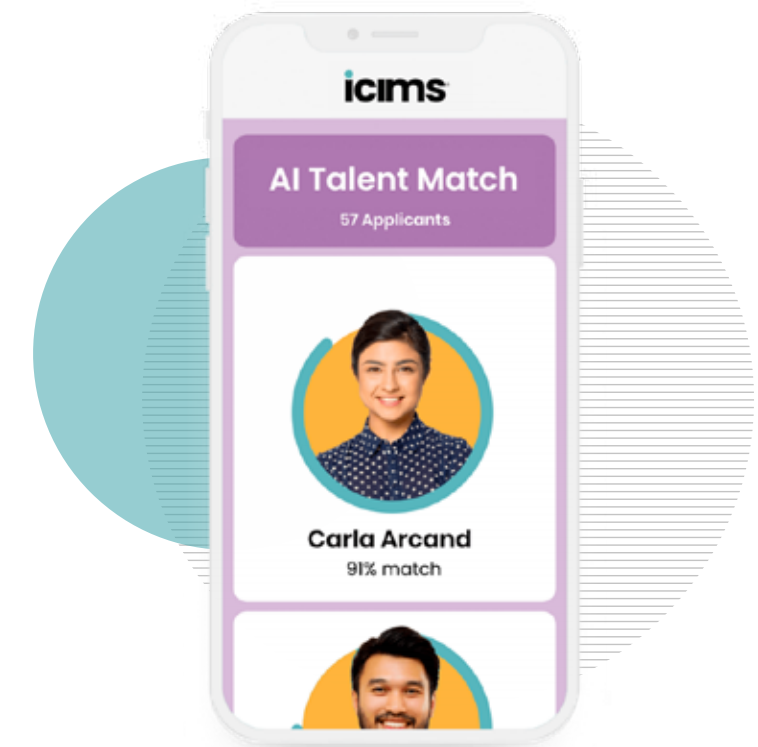 icims
AI Talent Match
57 Applicants
Carla Arcand
91% match